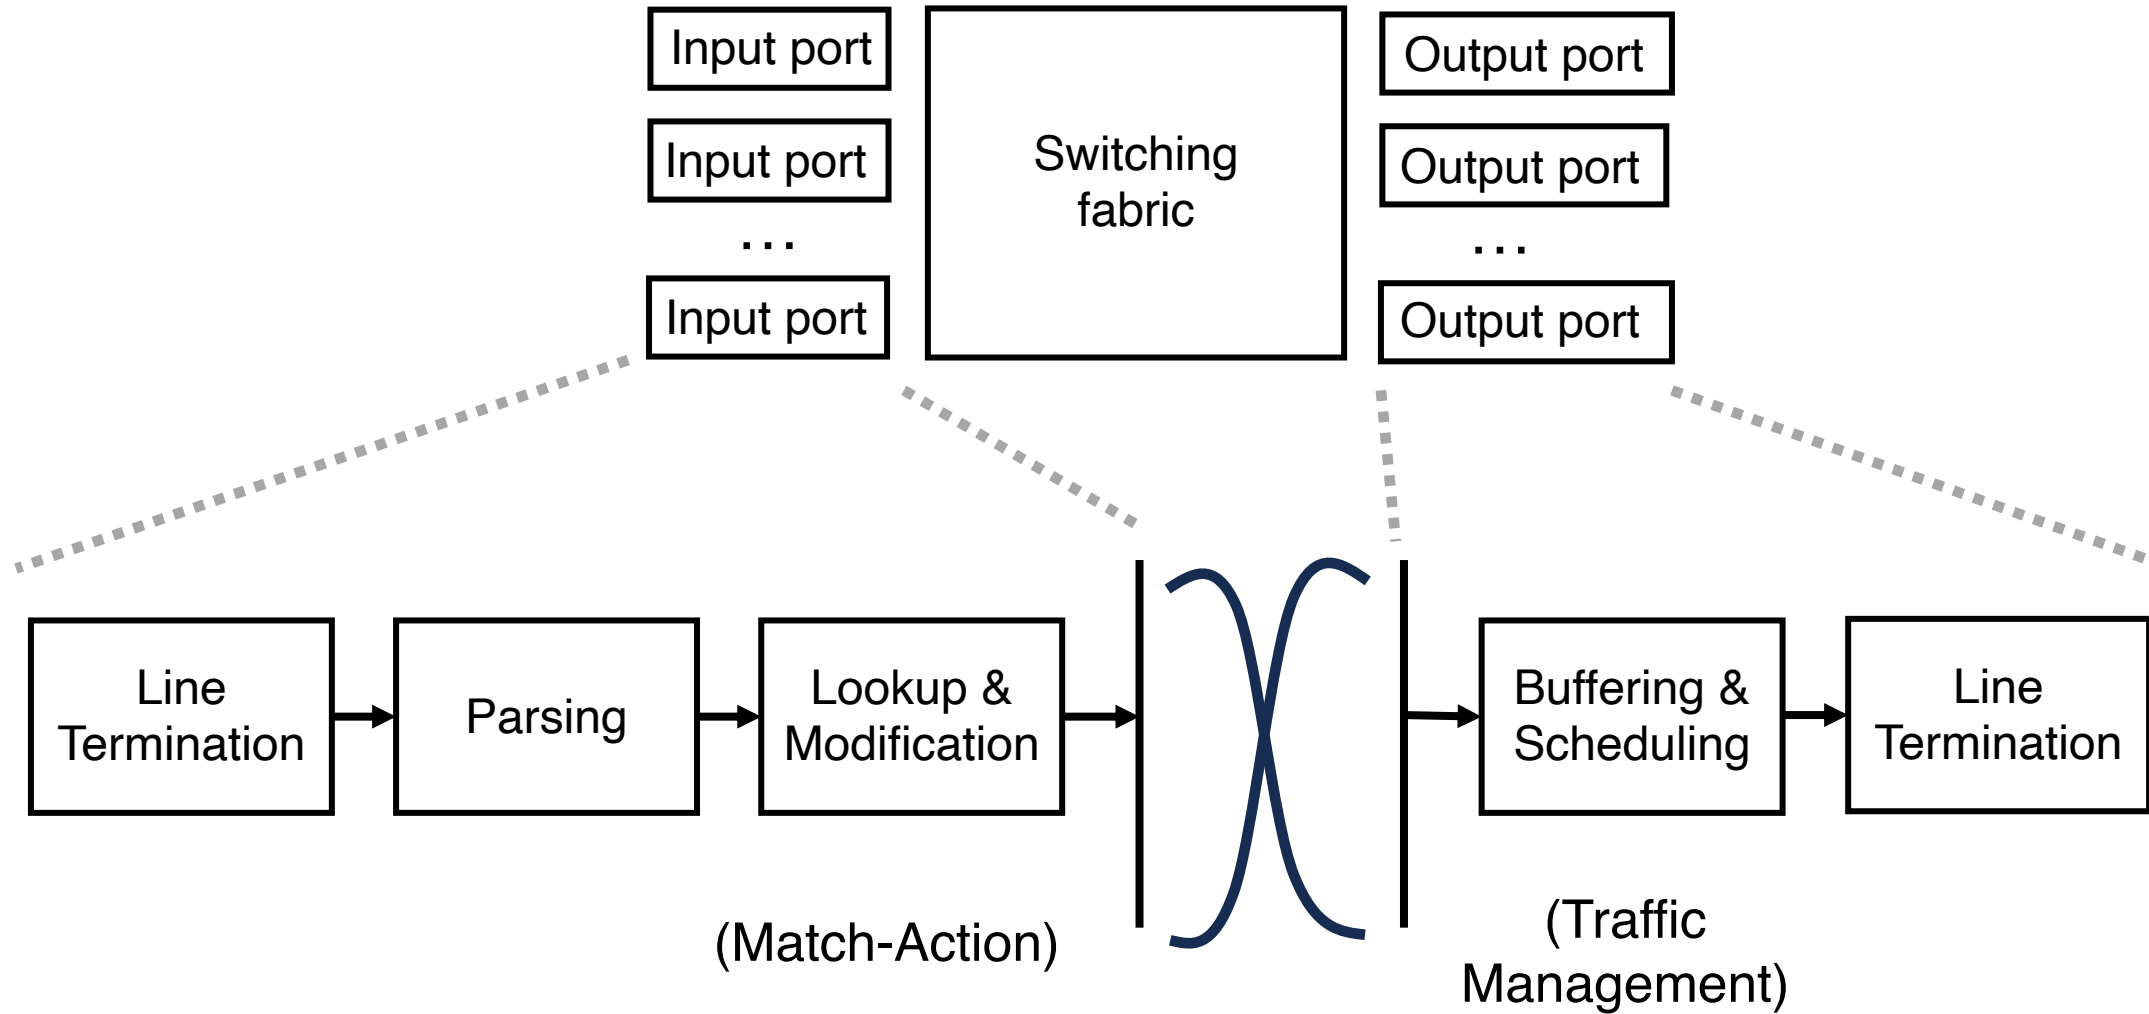 Input port
Input port
…
Input port
Switching
fabric
Output port
Output port
…
Output port
Line
Termination
Parsing
Lookup &
Modification
Buffering &
Scheduling
Line
Termination
(Match-Action)
(Traffic
Management)